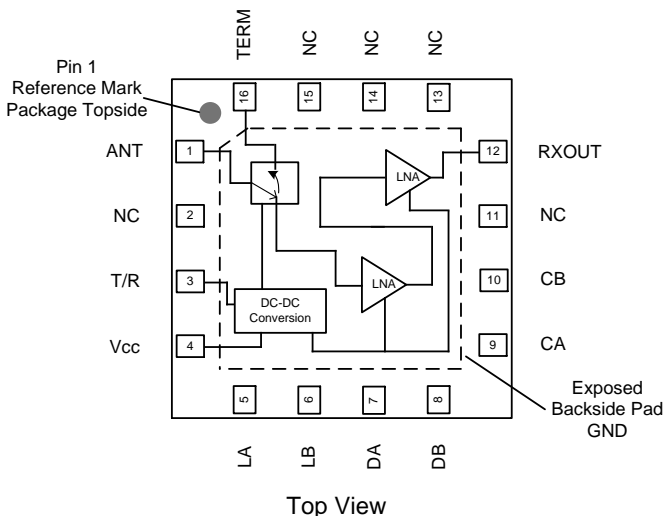 TERM
NC
NC
NC
Pin 1
Reference Mark
Package Topside
16
15
14
13
ANT
1
LNA
12
RXOUT
NC
2
11
NC
T/R
3
DC-DC
Conversion
LNA
10
CB
Vcc
4
9
CA
5
6
7
8
Exposed
Backside Pad
GND
LA
LB
DA
DB
Top View